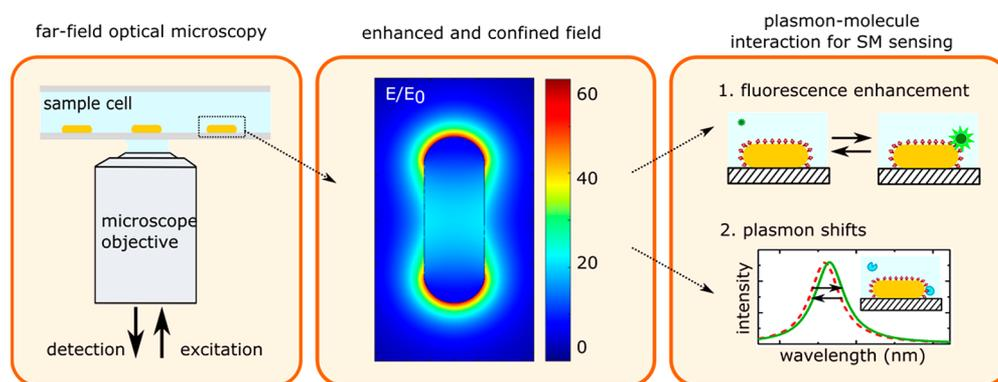 far-field optical microscopy
sample cell
microscope
objective
detection
excitation
enhanced and confined field
E/E0
60
40
20
0
plasmon-molecule
interaction for SM sensing
1. fluorescence enhancement
2. plasmon shifts
intensity
wavelength (nm)